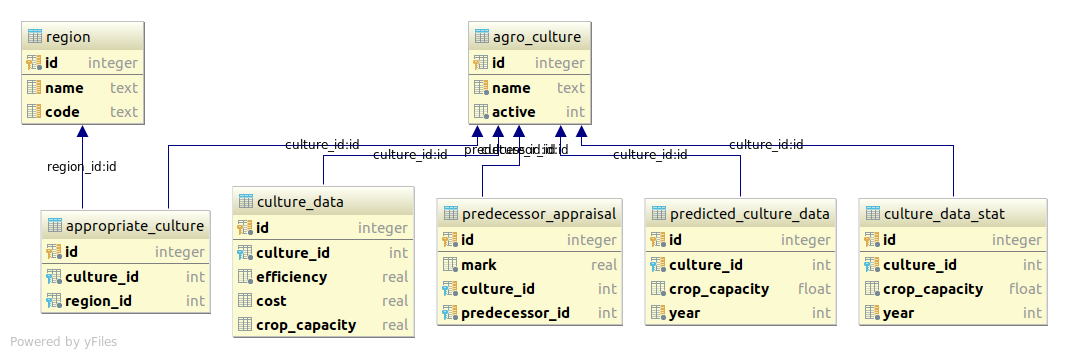 region
id integer
name text
code text
agro_culture
id integer
name text
active int
culture_id:id
culture_id:id
culture_id:id
culture_id:id
culture_id:id
predecessor_id:id
region_id:id
appropriate_culture
id integer
culture_id int
region_id int
culture_data
id integer
culture_id int
efficiency real
cost real
crop_capacity real
predecessor_appraisal
id integer
mark real
culture_id int
predecessor_id int
predicted_culture_data
id integer
culture_id int
crop_capacity float
year int
culture_data_stat
id integer
culture_id int
crop_capacity float
year int
Powered by yFiles